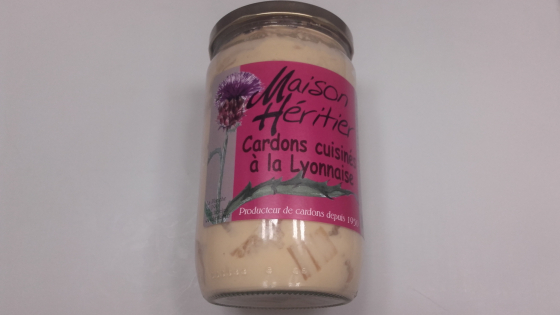 Maison
Héritier
Cardons cuisinés
à la Lyonnaise
Producteur de cardons depuis